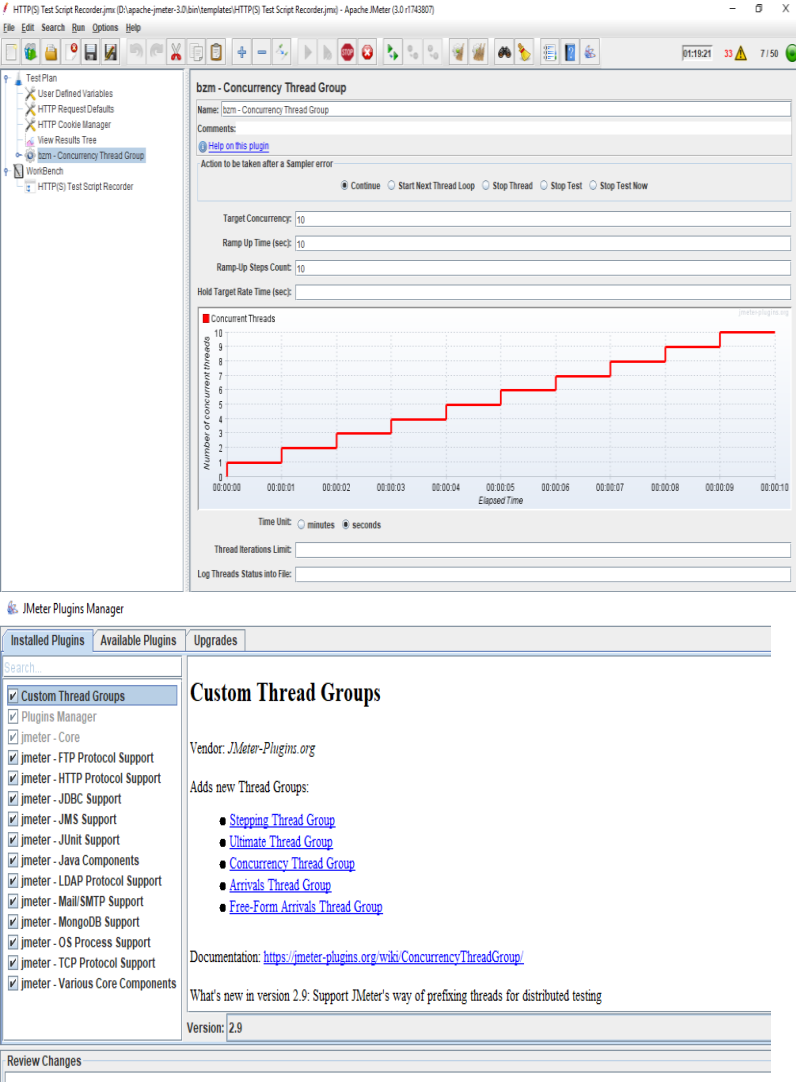 HTTP(S) Test Script Recorder.jmx (D:\apache-jmeter-3.0\bin\templates\HTTP(S) Test Script Recorder.jmx) - Apache JMeter (3.0 r1743807)
File Edit Search Run Options Help
01:19:21 33 7 / 50
Test Plan
User Defined Variables
HTTP Request Defaults
HTTP Cookie Manager
View Results Tree
bzm - Concurrency Thread Group
WorkBench
HTTP(S) Test Script Recorder
bzm - Concurrency Thread Group
Name: bzm - Concurrency Thread Group
Comments:
Help on this plugin
Action to be taken after a Sampler error
Continue Start Next Thread Loop Stop Thread Stop Test Stop Test Now
Target Concurrency: 10
Ramp Up Time (sec): 10
Ramp-Up Steps Count: 10
Hold Target Rate Time (sec):
Concurrent Threads
jmeter-plugins.org
Number of concurrent threads
10
9
8
7
6
5
4
3
2
1
0
00:00:00 00:00:01 00:00:02 00:00:03 00:00:04 00:00:05 00:00:06 00:00:07 00:00:08 00:00:09 00:00:10
Elapsed Time
Time Unit: minutes seconds
Thread Iterations Limit:
Log Threads Status into File:
JMeter Plugins Manager
Installed Plugins Available Plugins Upgrades
Search...
Custom Thread Groups
Plugins Manager
jmeter - Core
jmeter - FTP Protocol Support
jmeter - HTTP Protocol Support
jmeter - JDBC Support
jmeter - JMS Support
jmeter - JUnit Support
jmeter - Java Components
jmeter - LDAP Protocol Support
jmeter - Mail/SMTP Support
jmeter - MongoDB Support
jmeter - OS Process Support
jmeter - TCP Protocol Support
jmeter - Various Core Components
Custom Thread Groups
Vendor: JMeter-Plugins.org
Adds new Thread Groups:
Stepping Thread Group
Ultimate Thread Group
Concurrency Thread Group
Arrivals Thread Group
Free-Form Arrivals Thread Group
Documentation: https://jmeter-plugins.org/wiki/ConcurrencyThreadGroup/
What's new in version 2.9: Support JMeter's way of prefixing threads for distributed testing
Version: 2.9
Review Changes